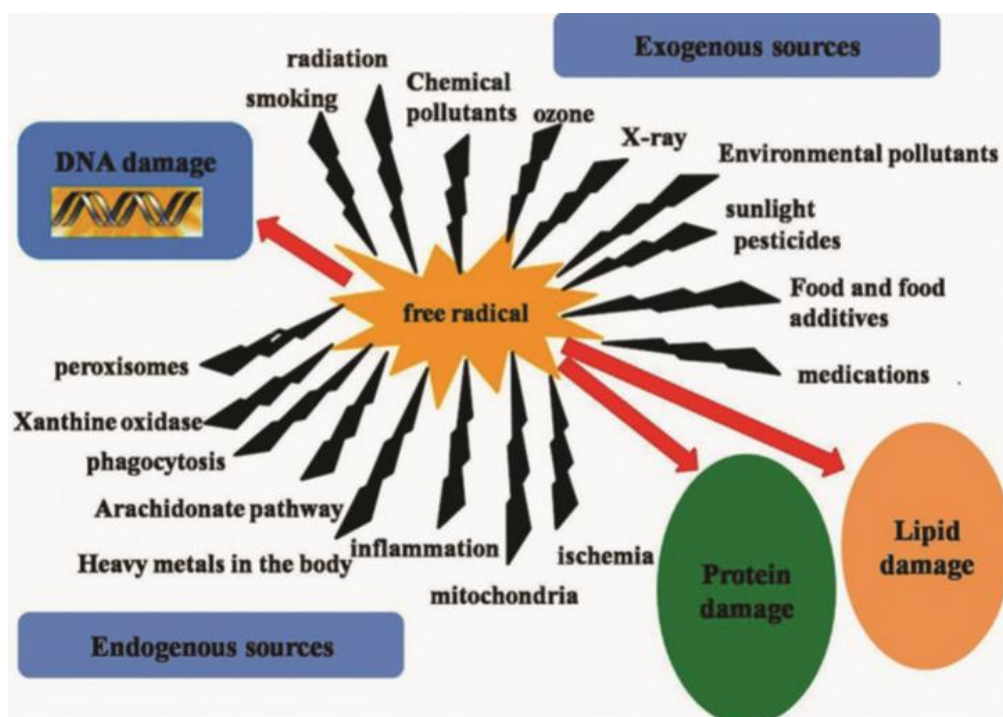 Exogenous sources
radiation
smoking
Chemical
pollutants
ozone
X-ray
Environmental pollutants
sunlight
pesticides
Food and food
additives
medications
DNA damage
free radical
peroxisomes
Xanthine oxidase
phagocytosis
Arachidonate pathway
Heavy metals in the body
inflammation
mitochondria
ischemia
Protein
damage
Lipid
damage
Endogenous sources